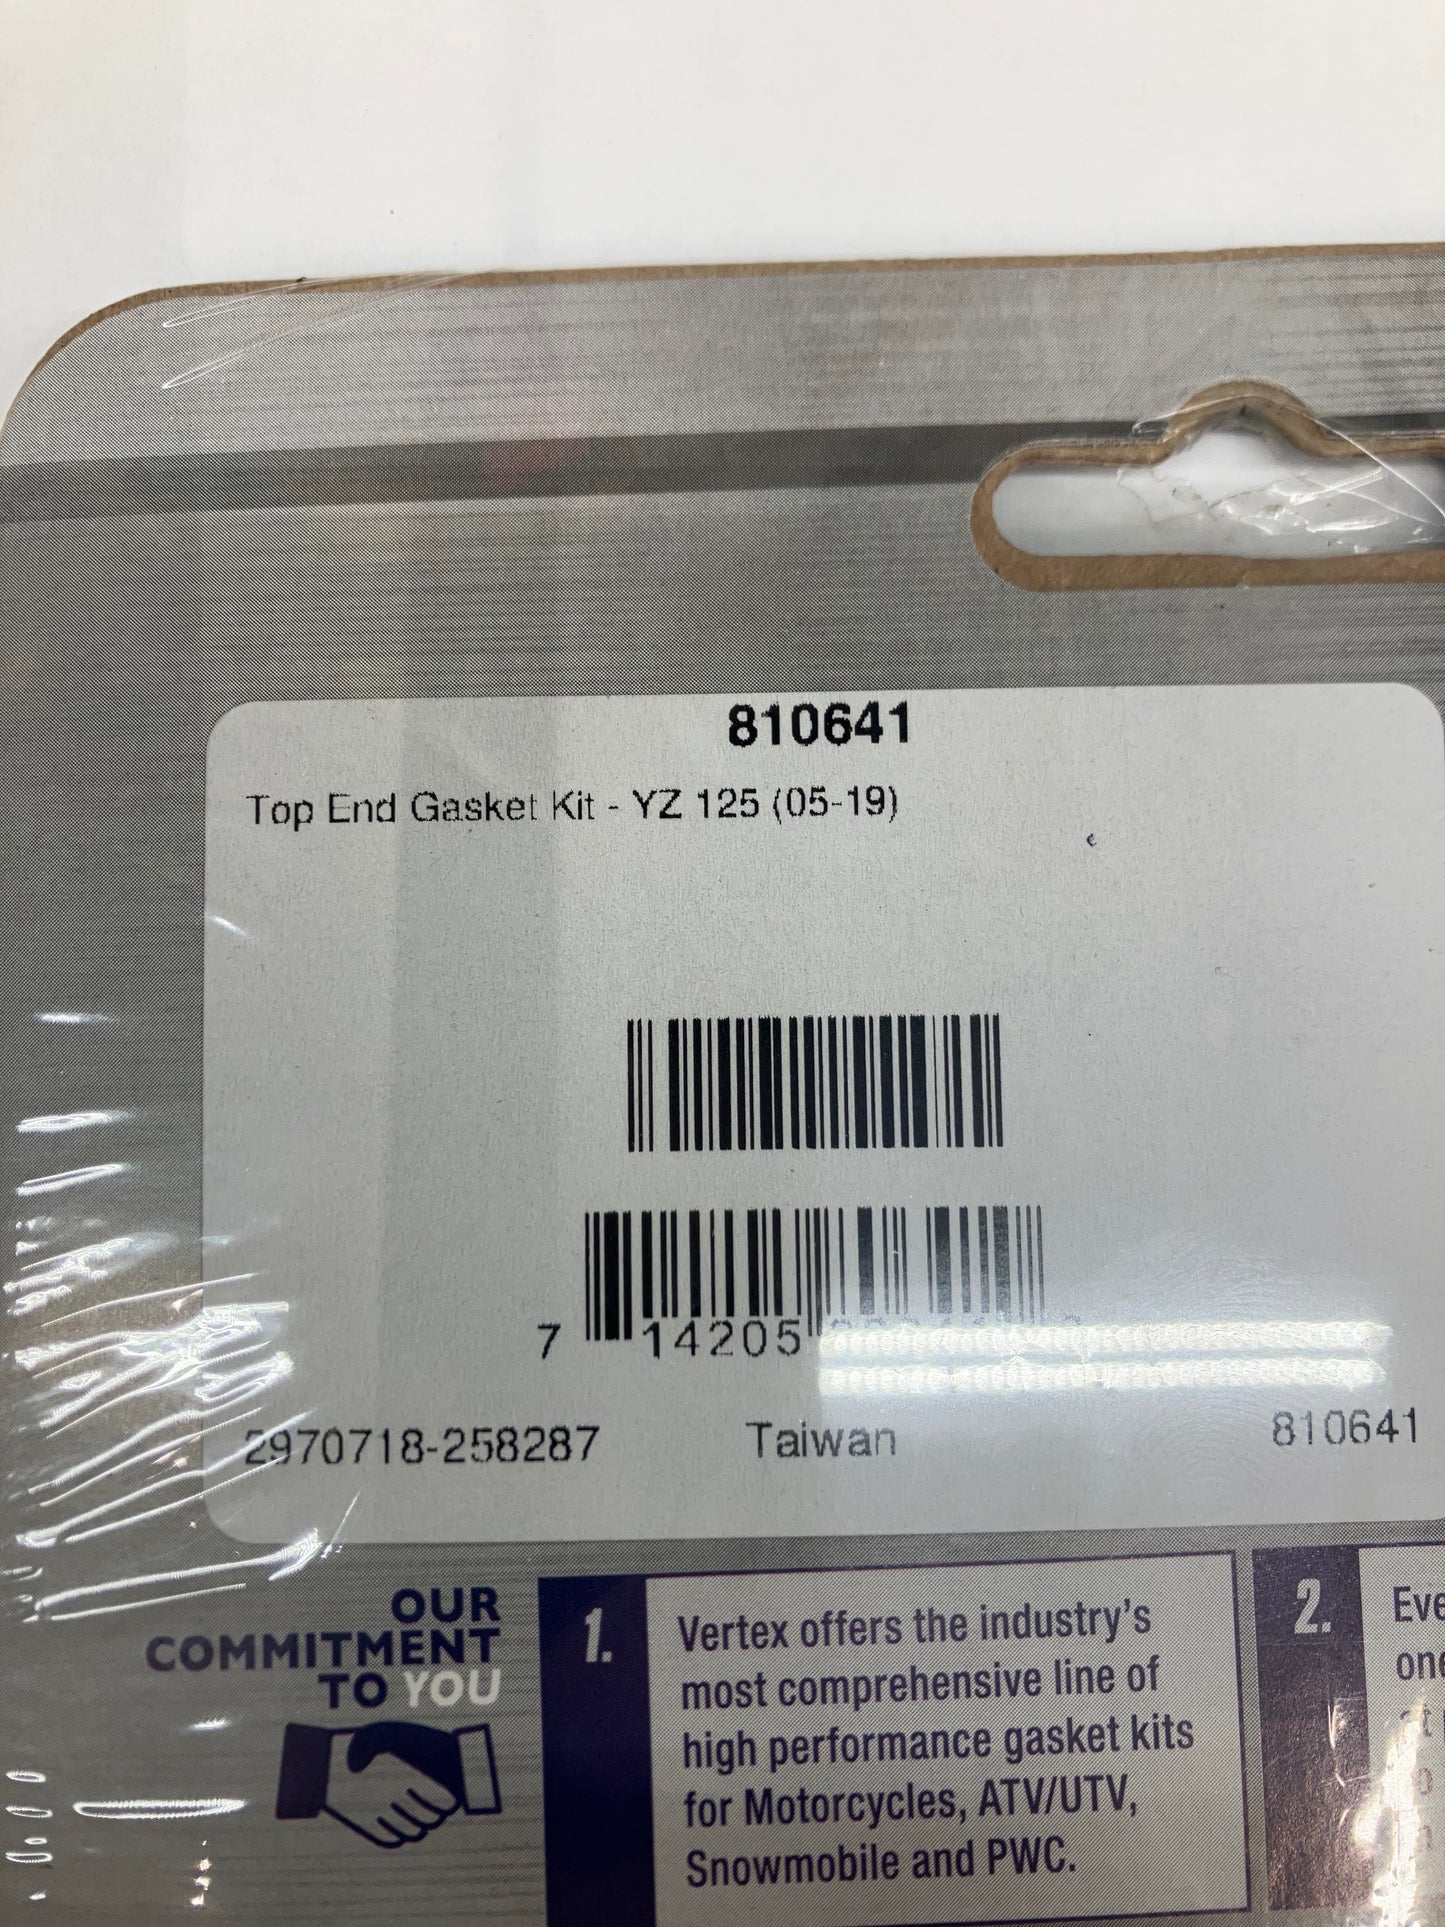 810641
Top End Gasket Kit - YZ 125 (05-19)
7 14205
2970718-258287 Taiwan 810641
OUR
COMMITMENT
TO YOU
1.
Vertex offers the industry's
most comprehensive line of
high performance gasket kits
for Motorcycles, ATV/UTV,
Snowmobile and PWC.
2.